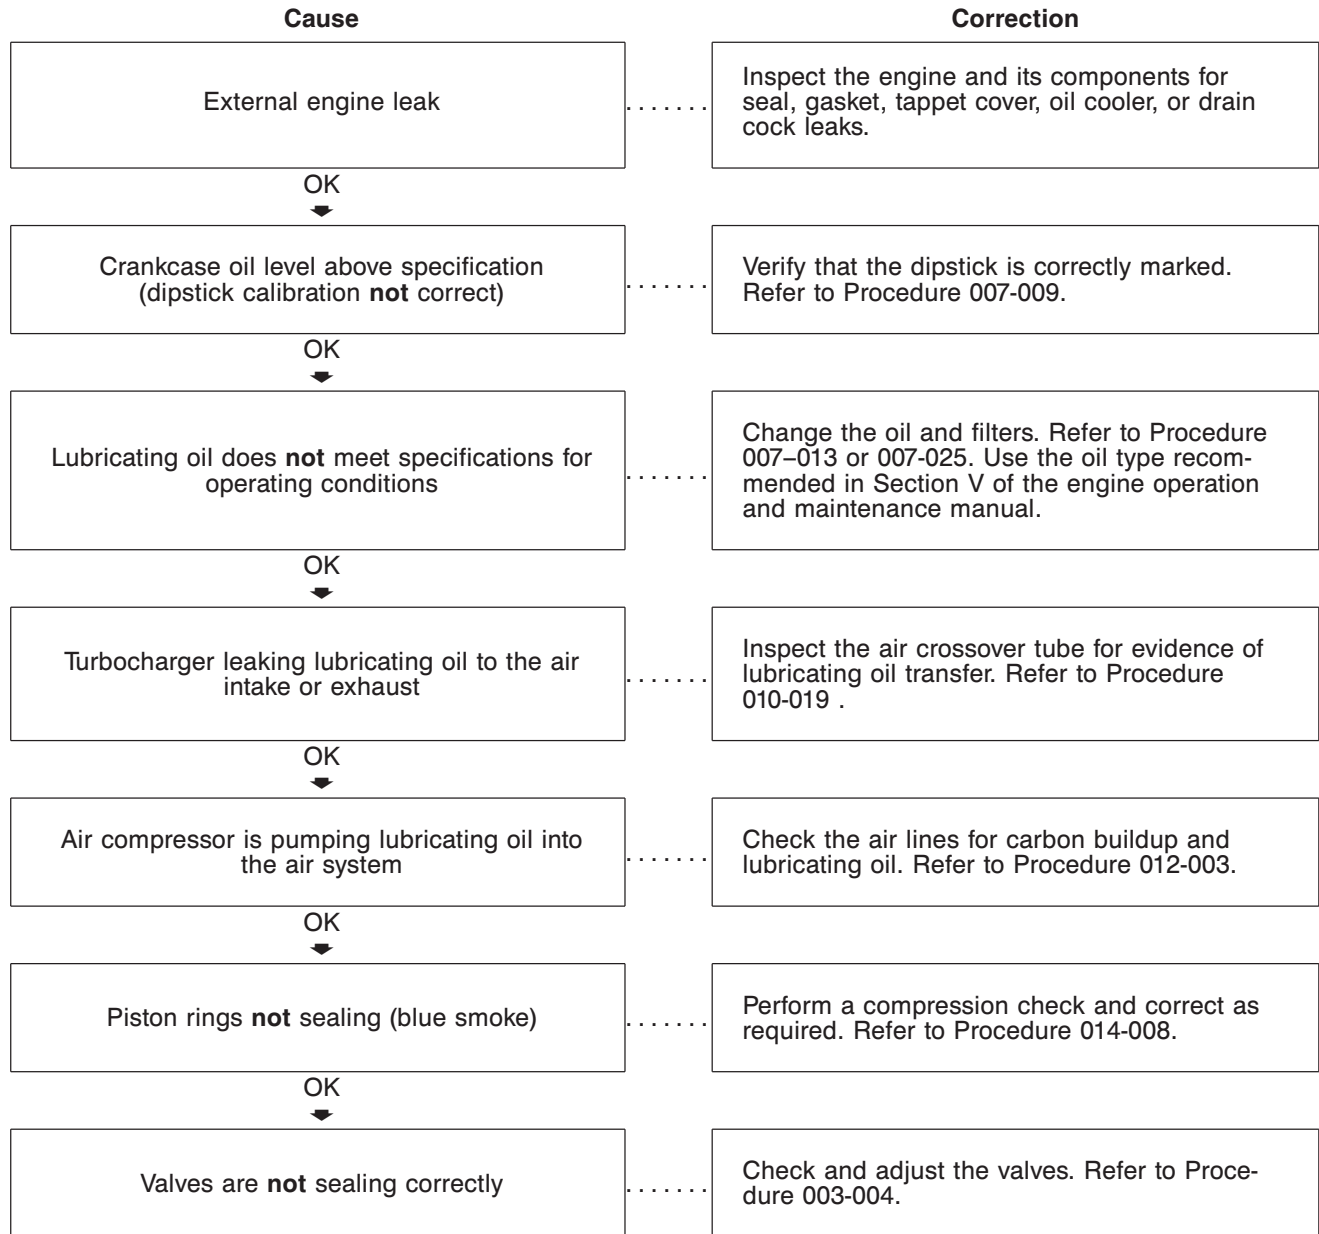 Cause
Correction
External engine leak
. . . . . . .
Inspect the engine and its components for
seal, gasket, tappet cover, oil cooler, or drain
cock leaks.
OK
Crankcase oil level above specification
(dipstick calibration not correct)
. . . . . . .
Verify that the dipstick is correctly marked.
Refer to Procedure 007-009.
OK
Lubricating oil does not meet specifications for
operating conditions
. . . . . . .
Change the oil and filters. Refer to Procedure
007–013 or 007-025. Use the oil type recom-
mended in Section V of the engine operation
and maintenance manual.
OK
Turbocharger leaking lubricating oil to the air
intake or exhaust
. . . . . . .
Inspect the air crossover tube for evidence of
lubricating oil transfer. Refer to Procedure
010-019 .
OK
Air compressor is pumping lubricating oil into
the air system
. . . . . . .
Check the air lines for carbon buildup and
lubricating oil. Refer to Procedure 012-003.
OK
Piston rings not sealing (blue smoke)
. . . . . . .
Perform a compression check and correct as
required. Refer to Procedure 014-008.
OK
Valves are not sealing correctly
. . . . . . .
Check and adjust the valves. Refer to Proce-
dure 003-004.